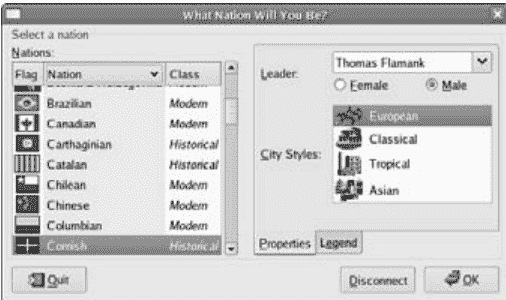 What Nation Will You Be?
Select a nation
Nations:
Flag Nation Class
Brazilian Modern
Canadian Modern
Carthaginian Historical
Catalan Historical
Chilean Modern
Chinese Modern
Columbian Modern
Cornish Historical
Leader: Thomas Flamank
Female Male
City Styles:
European
Classical
Tropical
Asian
Properties Legend
Quit Disconnect OK